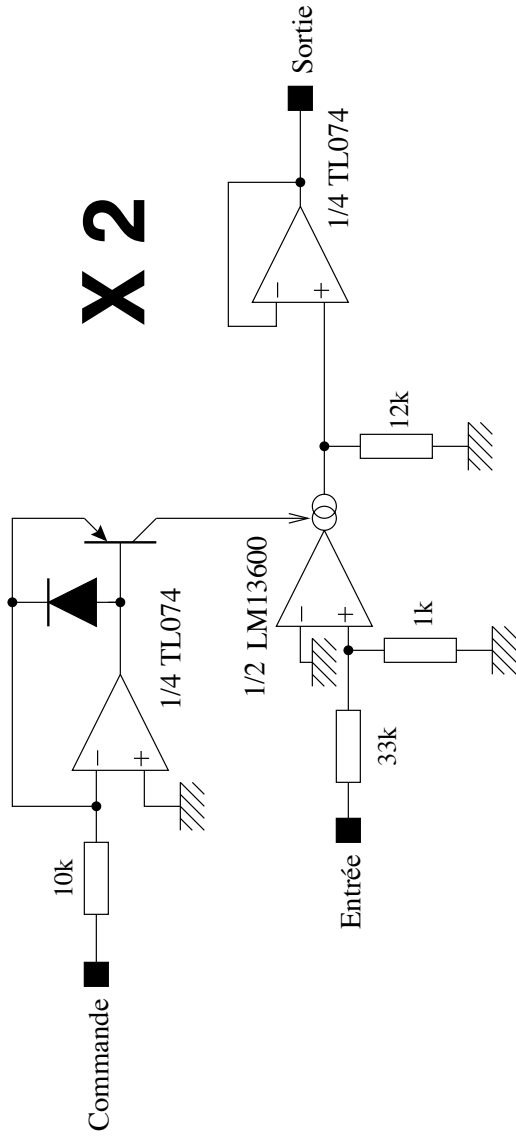 X 2
Commande
10k
−
+
1/4 TL074
1/2 LM13600
Entrée
33k
1k
−
+
12k
−
+
1/4 TL074
Sortie